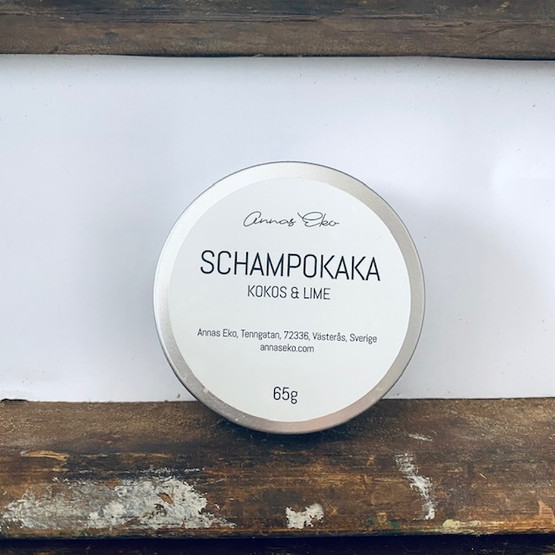 Annas Eko
SCHAMPOKAKA
KOKOS & LIME
Annas Eko, Tenngatan, 72336, Västerås, Sverige
annaseko.com
65g